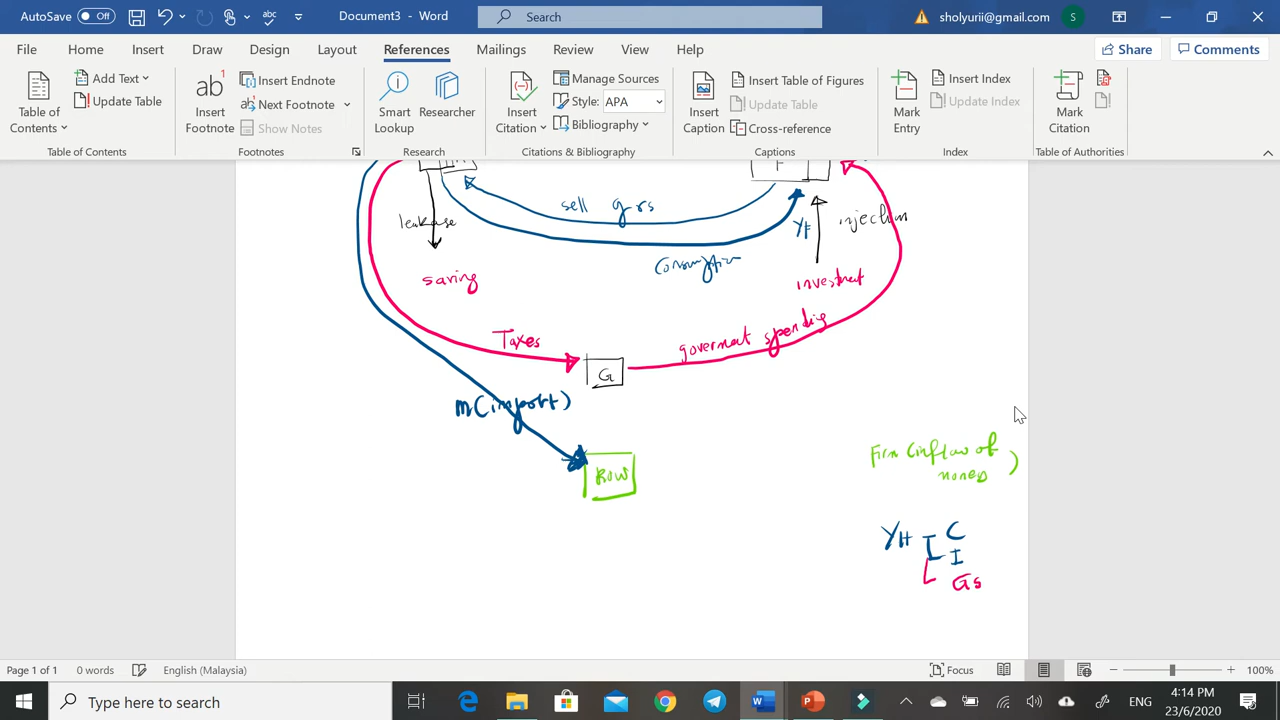 AutoSave Off Document3 - Word Search sholyurii@gmail.com S
File Home Insert Draw Design Layout References Mailings Review View Help Share Comments
Table of Contents
Add Text
Update Table
Table of Contents
ab
Insert Footnote
Insert Endnote
Next Footnote
Show Notes
Footnotes
Smart Lookup
Researcher
Research
Insert Citation
Manage Sources
Style: APA
Bibliography
Citations & Bibliography
Insert Caption
Insert Table of Figures
Update Table
Cross-reference
Captions
Mark Entry
Insert Index
Update Index
Index
Mark Citation
Table of Authorities
F
sell g rs
leakase
YF
injection
Consumption
saving
investment
Taxes
government spending
G
m(import)
ROW
Firm (inflow of
)
YH C
I
Gs
Page 1 of 1 0 words English (Malaysia) Focus 100%
Type here to search
ENG
4:14 PM
23/6/2020